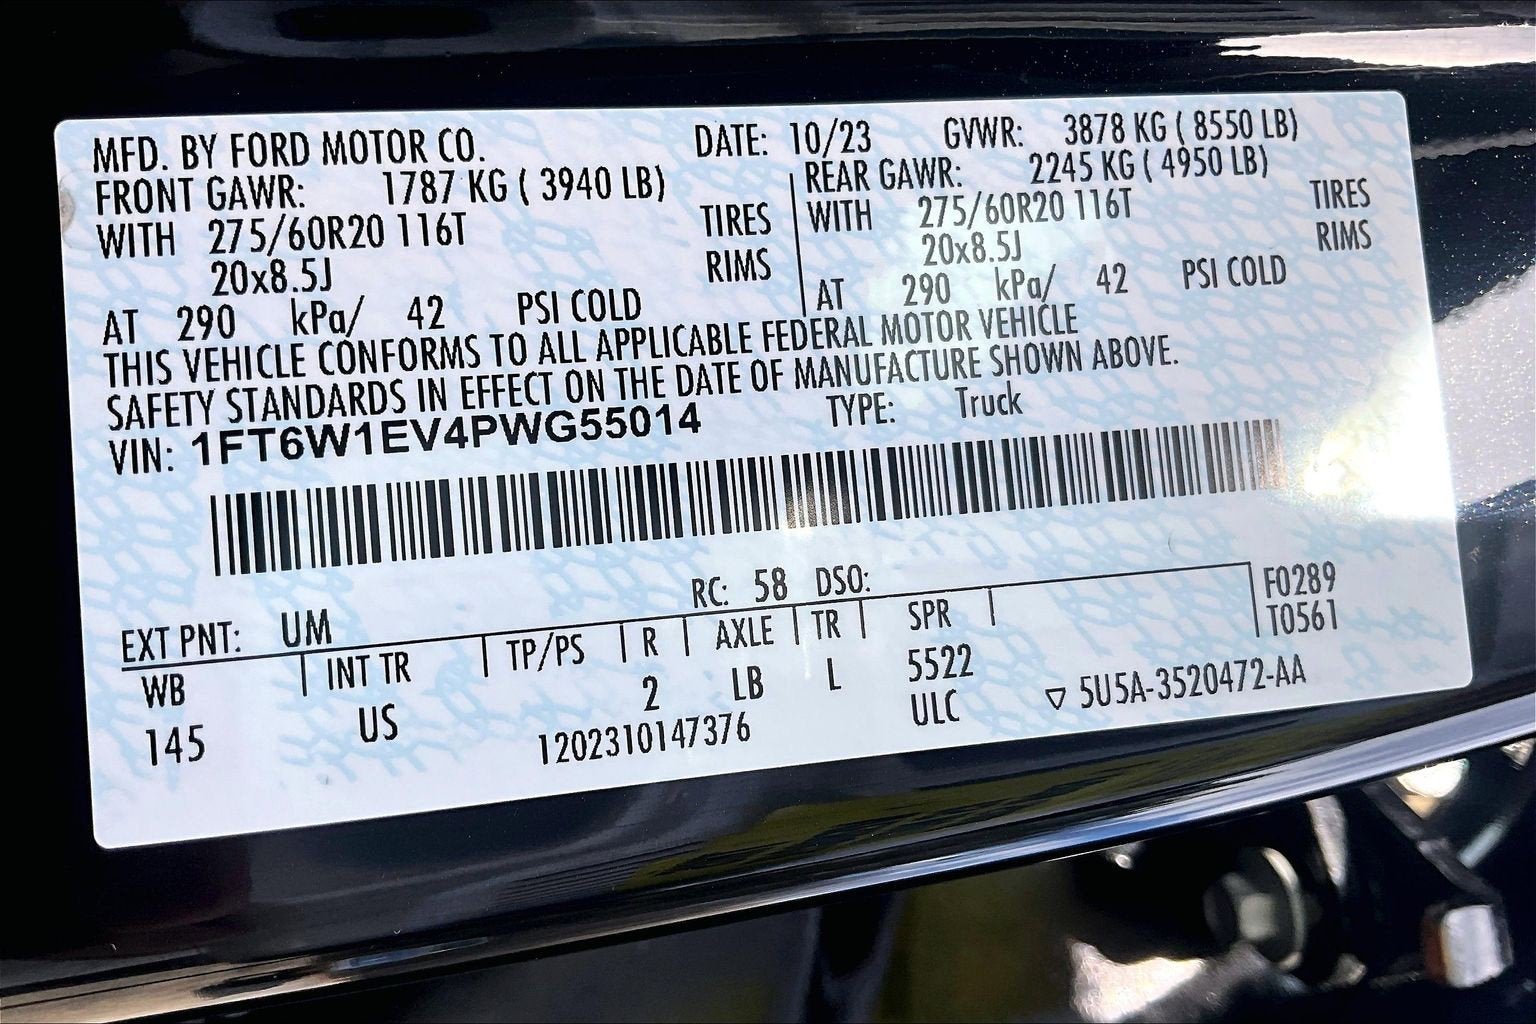 MFD. BY FORD MOTOR CO. DATE: 10/23 GVWR: 3878 KG ( 8550 LB)
FRONT GAWR: 1787 KG ( 3940 LB) REAR GAWR: 2245 KG ( 4950 LB)
WITH 275/60R20 116T TIRES WITH 275/60R20 116T TIRES
20x8.5J RIMS 20x8.5J RIMS
AT 290 kPa/ 42 PSI COLD AT 290 kPa/ 42 PSI COLD
THIS VEHICLE CONFORMS TO ALL APPLICABLE FEDERAL MOTOR VEHICLE
SAFETY STANDARDS IN EFFECT ON THE DATE OF MANUFACTURE SHOWN ABOVE.
VIN: 1FT6W1EV4PWG55014 TYPE: Truck
EXT PNT: UM RC: 58 DSO: F0289
WB INT TR TP/PS R AXLE TR SPR T0561
145 US 2 LB L 5522
1202310147376 ULC ▽ 5U5A-3520472-AA